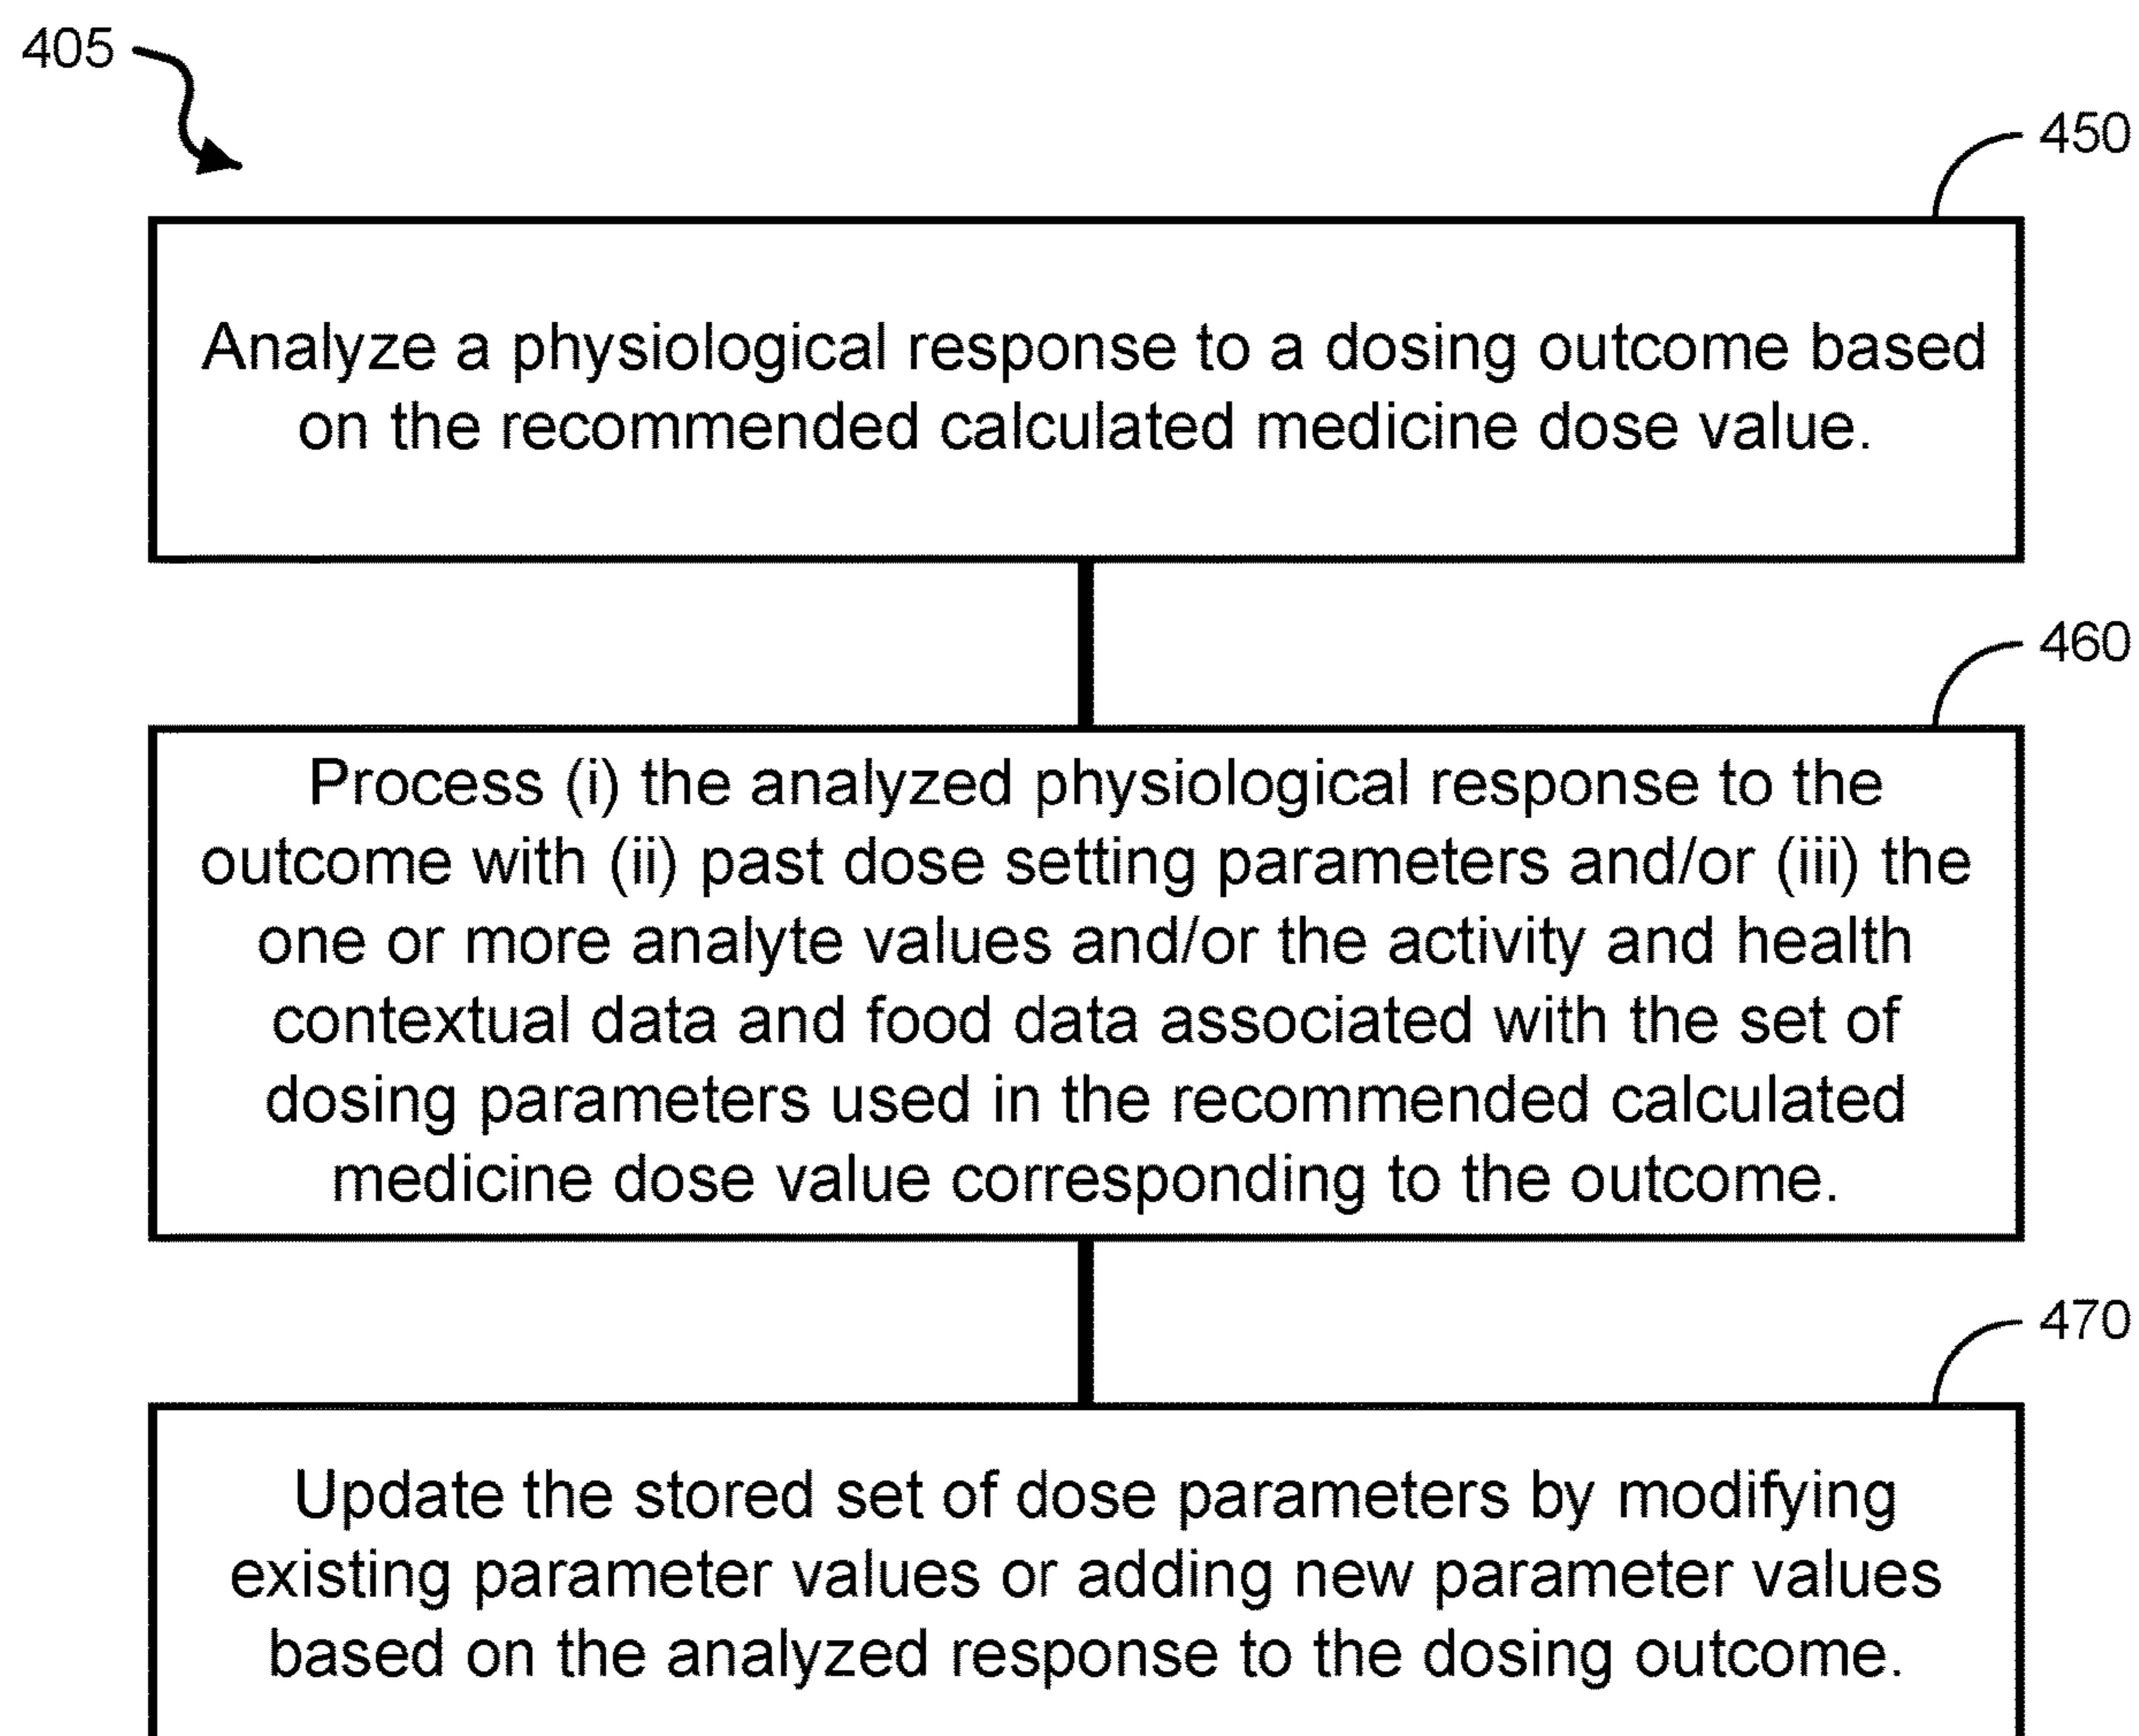 405
450
Analyze a physiological response to a dosing outcome based
on the recommended calculated medicine dose value.
460
Process (i) the analyzed physiological response to the
outcome with (ii) past dose setting parameters and/or (iii) the
one or more analyte values and/or the activity and health
contextual data and food data associated with the set of
dosing parameters used in the recommended calculated
medicine dose value corresponding to the outcome.
470
Update the stored set of dose parameters by modifying
existing parameter values or adding new parameter values
based on the analyzed response to the dosing outcome.